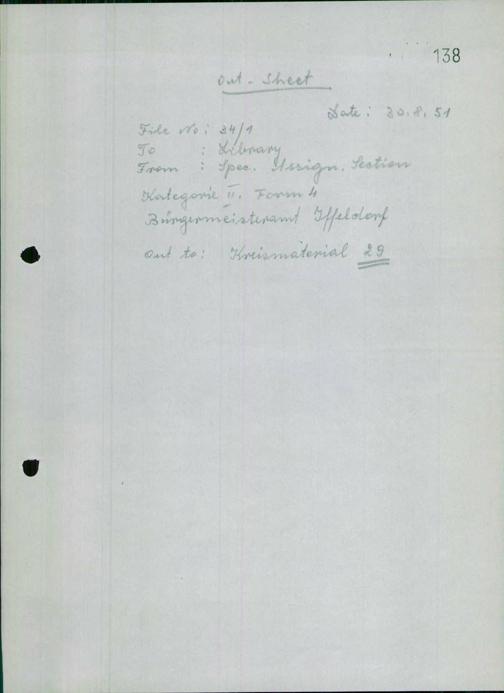 138
Out-Sheet
Date: 30.8.51
File No: 34/1
To : Library
From : Spec. Assign. Section
Kategorie II. Form 4
Bürgermeisteramt Iffeldorf
Out to: Kreismaterial 29